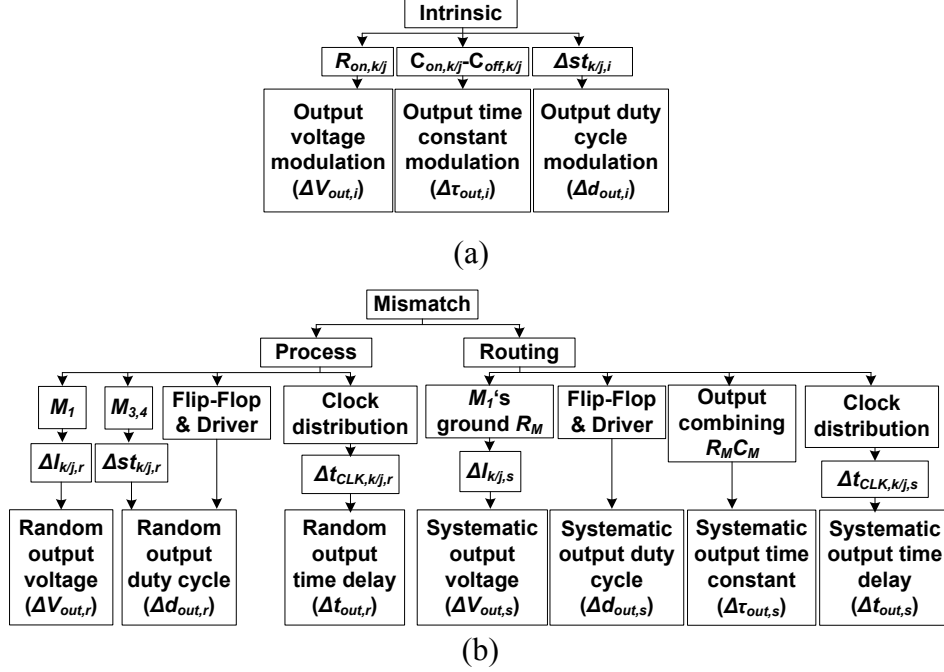 Intrinsic
R_on,k/j C_on,k/j-C_off,k/j Δst_k/j,i
Output voltage modulation (ΔV_out,i)
Output time constant modulation (Δτ_out,i)
Output duty cycle modulation (Δd_out,i)
(a)
Mismatch
Process Routing
M_1
M_3,4
Flip-Flop & Driver
Clock distribution
M_1's ground R_M
Flip-Flop & Driver
Output combining R_MC_M
Clock distribution
ΔI_k/j,r Δst_k/j,r Δt_CLK,k/j,r ΔI_k/j,s Δt_CLK,k/j,s
Random output voltage (ΔV_out,r)
Random output duty cycle (Δd_out,r)
Random output time delay (Δt_out,r)
Systematic output voltage (ΔV_out,s)
Systematic output duty cycle (Δd_out,s)
Systematic output time constant (Δτ_out,s)
Systematic output time delay (Δt_out,s)
(b)